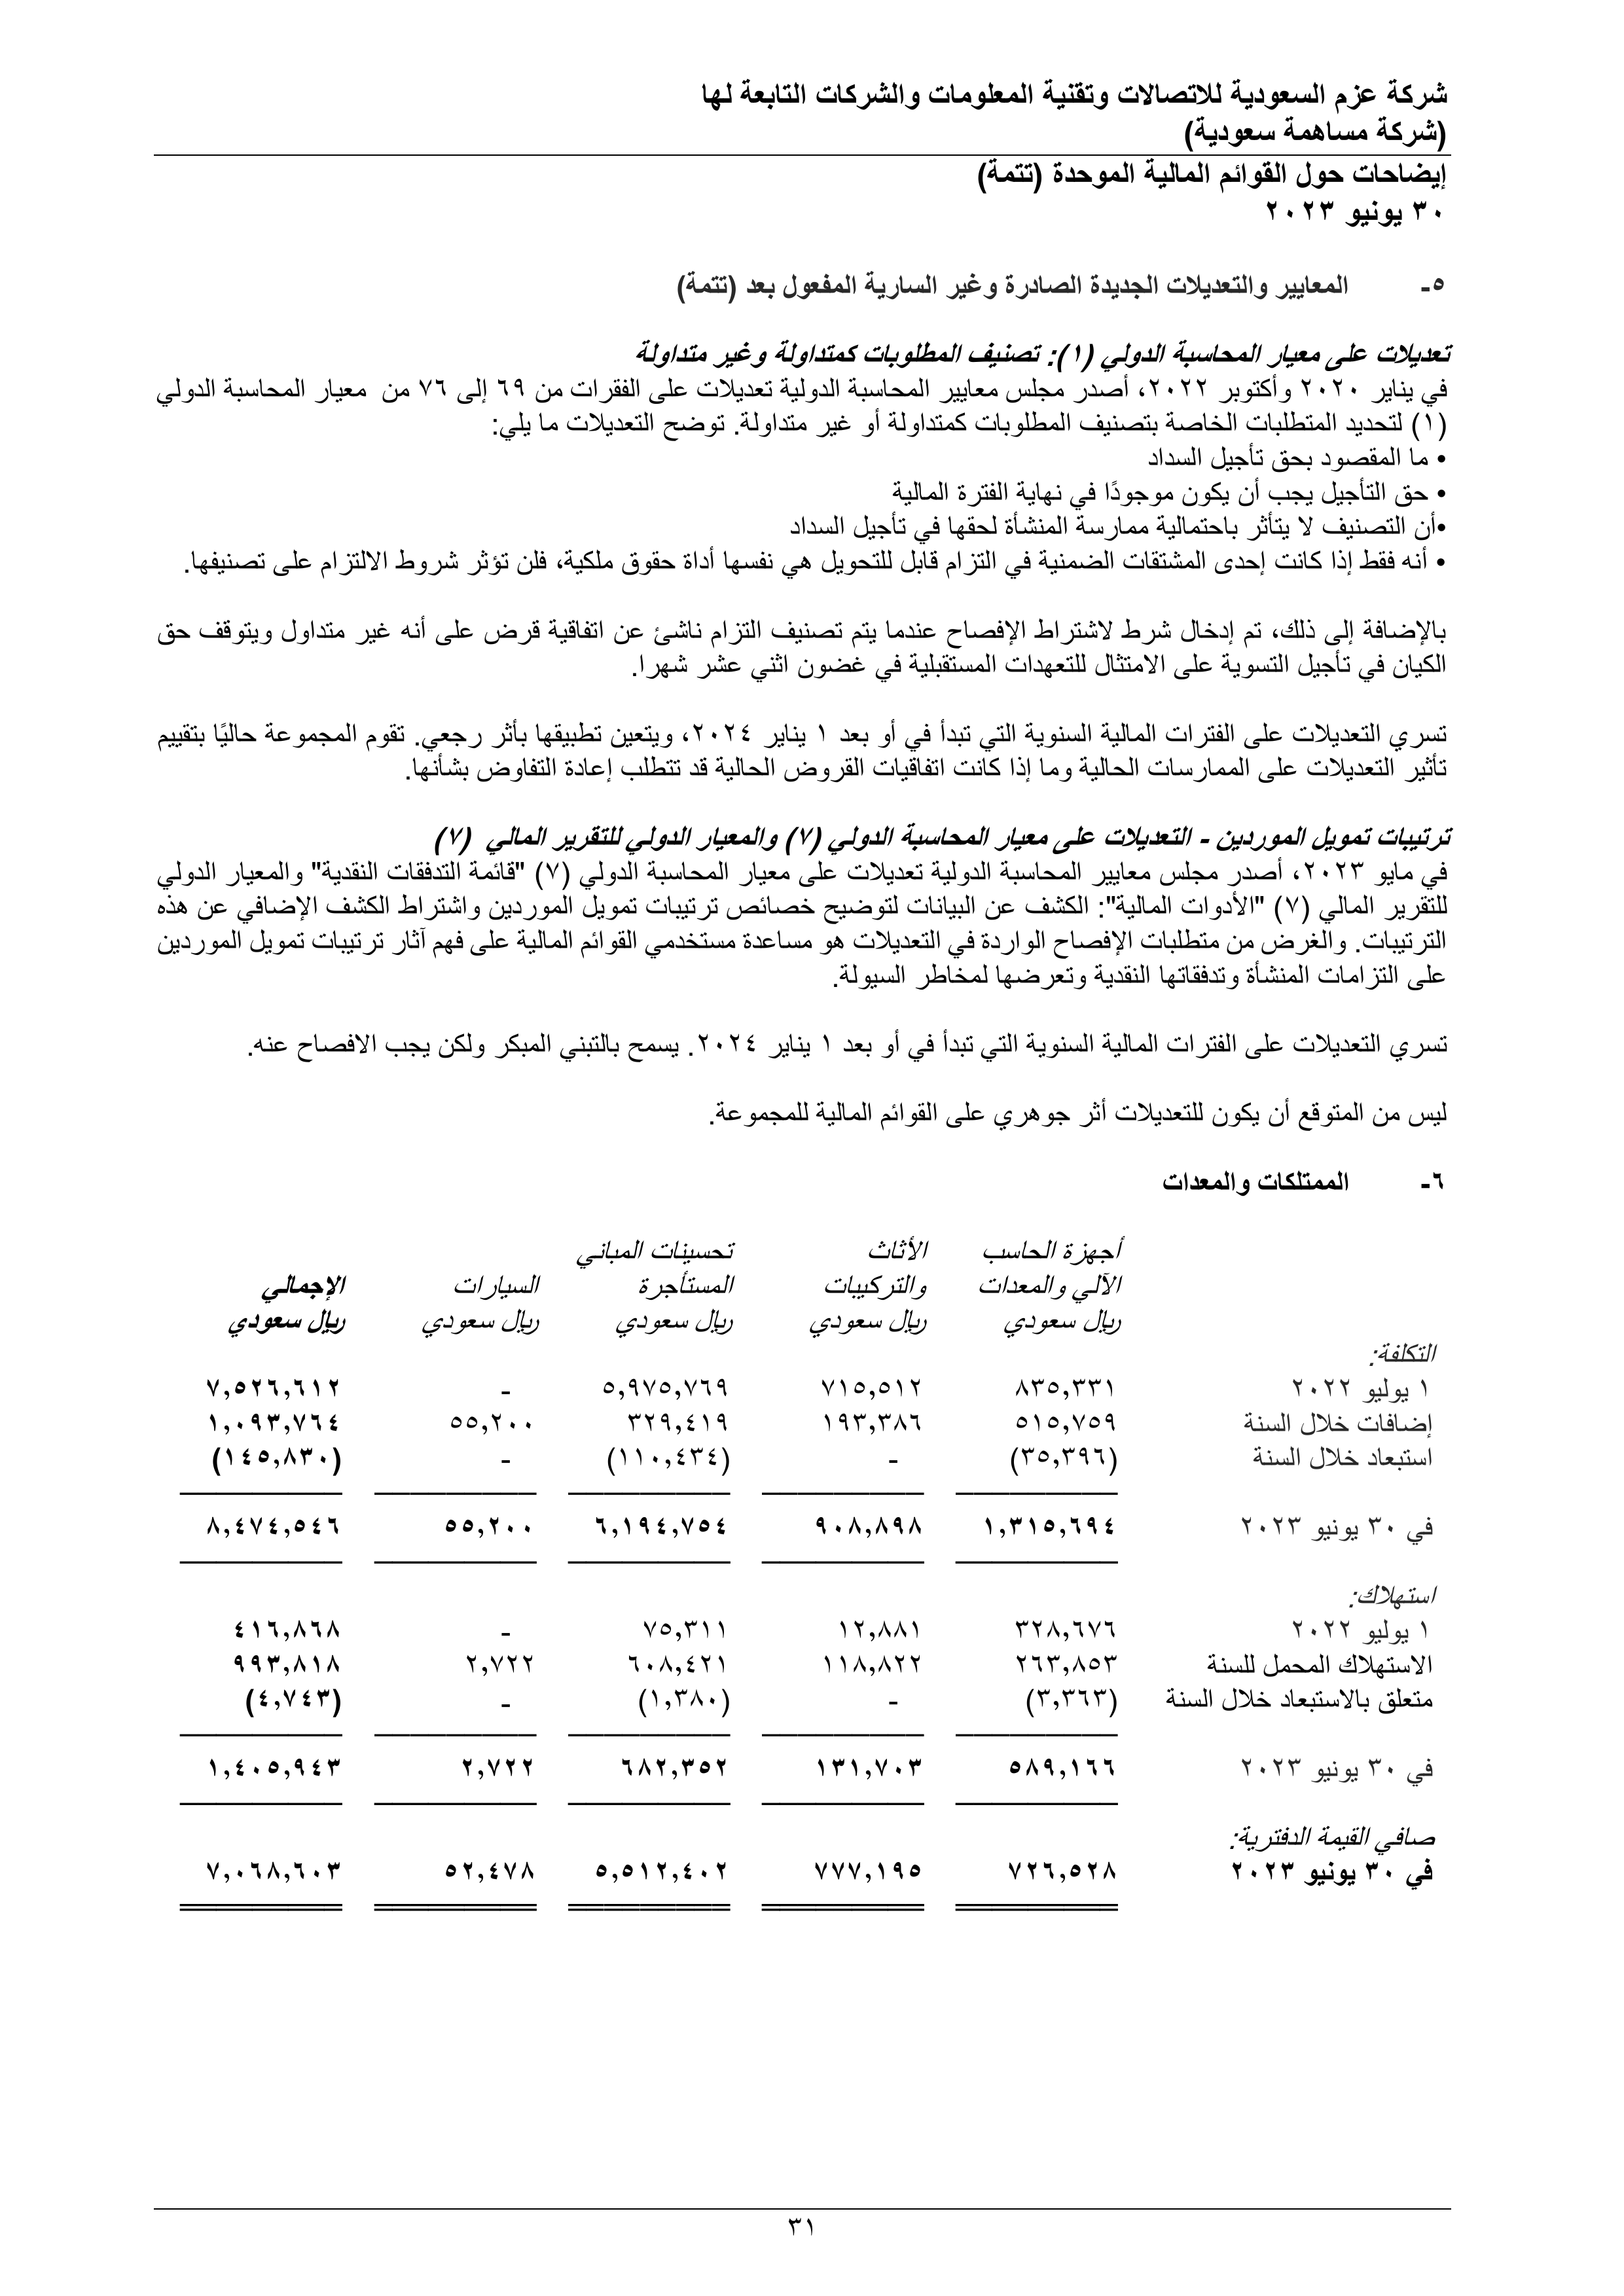 شركة عزم السعودية للاتصالات وتقنية المعلومات والشركات التابعة لها
(شركة مساهمة سعودية)
إيضاحات حول القوائم المالية الموحدة (تتمة)
٣٠ يونيو ٢٠٢٣
٥- المعايير والتعديلات الجديدة الصادرة وغير السارية المفعول بعد (تتمة)
تعديلات على معيار المحاسبة الدولي (١): تصنيف المطلوبات كمتداولة وغير متداولة
في يناير ٢٠٢٠ وأكتوبر ٢٠٢٢، أصدر مجلس معايير المحاسبة الدولية تعديلات على الفقرات من ٦٩ إلى ٧٦ من معيار المحاسبة الدولي
(١) لتحديد المتطلبات الخاصة بتصنيف المطلوبات كمتداولة أو غير متداولة. توضح التعديلات ما يلي:
• ما المقصود بحق تأجيل السداد
• حق التأجيل يجب أن يكون موجودًا في نهاية الفترة المالية
•أن التصنيف لا يتأثر باحتمالية ممارسة المنشأة لحقها في تأجيل السداد
• أنه فقط إذا كانت إحدى المشتقات الضمنية في التزام قابل للتحويل هي نفسها أداة حقوق ملكية، فلن تؤثر شروط الالتزام على تصنيفها.
بالإضافة إلى ذلك، تم إدخال شرط لاشتراط الإفصاح عندما يتم تصنيف التزام ناشئ عن اتفاقية قرض على أنه غير متداول ويتوقف حق
الكيان في تأجيل التسوية على الامتثال للتعهدات المستقبلية في غضون اثني عشر شهرا.
تسري التعديلات على الفترات المالية السنوية التي تبدأ في أو بعد ١ يناير ٢٠٢٤، ويتعين تطبيقها بأثر رجعي. تقوم المجموعة حاليًا بتقييم
تأثير التعديلات على الممارسات الحالية وما إذا كانت اتفاقيات القروض الحالية قد تتطلب إعادة التفاوض بشأنها.
ترتيبات تمويل الموردين - التعديلات على معيار المحاسبة الدولي (٧) والمعيار الدولي للتقرير المالي (٧)
في مايو ٢٠٢٣، أصدر مجلس معايير المحاسبة الدولية تعديلات على معيار المحاسبة الدولي (٧) "قائمة التدفقات النقدية" والمعيار الدولي
للتقرير المالي (٧) "الأدوات المالية": الكشف عن البيانات لتوضيح خصائص ترتيبات تمويل الموردين واشتراط الكشف الإضافي عن هذه
الترتيبات. والغرض من متطلبات الإفصاح الواردة في التعديلات هو مساعدة مستخدمي القوائم المالية على فهم آثار ترتيبات تمويل الموردين
على التزامات المنشأة وتدفقاتها النقدية وتعرضها لمخاطر السيولة.
تسري التعديلات على الفترات المالية السنوية التي تبدأ في أو بعد ١ يناير ٢٠٢٤. يسمح بالتبني المبكر ولكن يجب الافصاح عنه.
ليس من المتوقع أن يكون للتعديلات أثر جوهري على القوائم المالية للمجموعة.
٦- الممتلكات والمعدات
أجهزة الحاسب الأثاث تحسينات المباني
الآلي والمعدات والتركيبات المستأجرة السيارات الإجمالي
ريال سعودي ريال سعودي ريال سعودي ريال سعودي ريال سعودي
التكلفة:
١ يوليو ٢٠٢٢ ٨٣٥,٣٣١ ٧١٥,٥١٢ ٥,٩٧٥,٧٦٩ - ٧,٥٢٦,٦١٢
إضافات خلال السنة ٥١٥,٧٥٩ ١٩٣,٣٨٦ ٣٢٩,٤١٩ ٥٥,٢٠٠ ١,٠٩٣,٧٦٤
استبعاد خلال السنة (٣٥,٣٩٦) - (١١٠,٤٣٤) - (١٤٥,٨٣٠)
في ٣٠ يونيو ٢٠٢٣ ١,٣١٥,٦٩٤ ٩٠٨,٨٩٨ ٦,١٩٤,٧٥٤ ٥٥,٢٠٠ ٨,٤٧٤,٥٤٦
استهلاك:
١ يوليو ٢٠٢٢ ٣٢٨,٦٧٦ ١٢,٨٨١ ٧٥,٣١١ - ٤١٦,٨٦٨
الاستهلاك المحمل للسنة ٢٦٣,٨٥٣ ١١٨,٨٢٢ ٦٠٨,٤٢١ ٢,٧٢٢ ٩٩٣,٨١٨
متعلق بالاستبعاد خلال السنة (٣,٣٦٣) - (١,٣٨٠) - (٤,٧٤٣)
في ٣٠ يونيو ٢٠٢٣ ٥٨٩,١٦٦ ١٣١,٧٠٣ ٦٨٢,٣٥٢ ٢,٧٢٢ ١,٤٠٥,٩٤٣
صافي القيمة الدفترية:
في ٣٠ يونيو ٢٠٢٣ ٧٢٦,٥٢٨ ٧٧٧,١٩٥ ٥,٥١٢,٤٠٢ ٥٢,٤٧٨ ٧,٠٦٨,٦٠٣
٣١